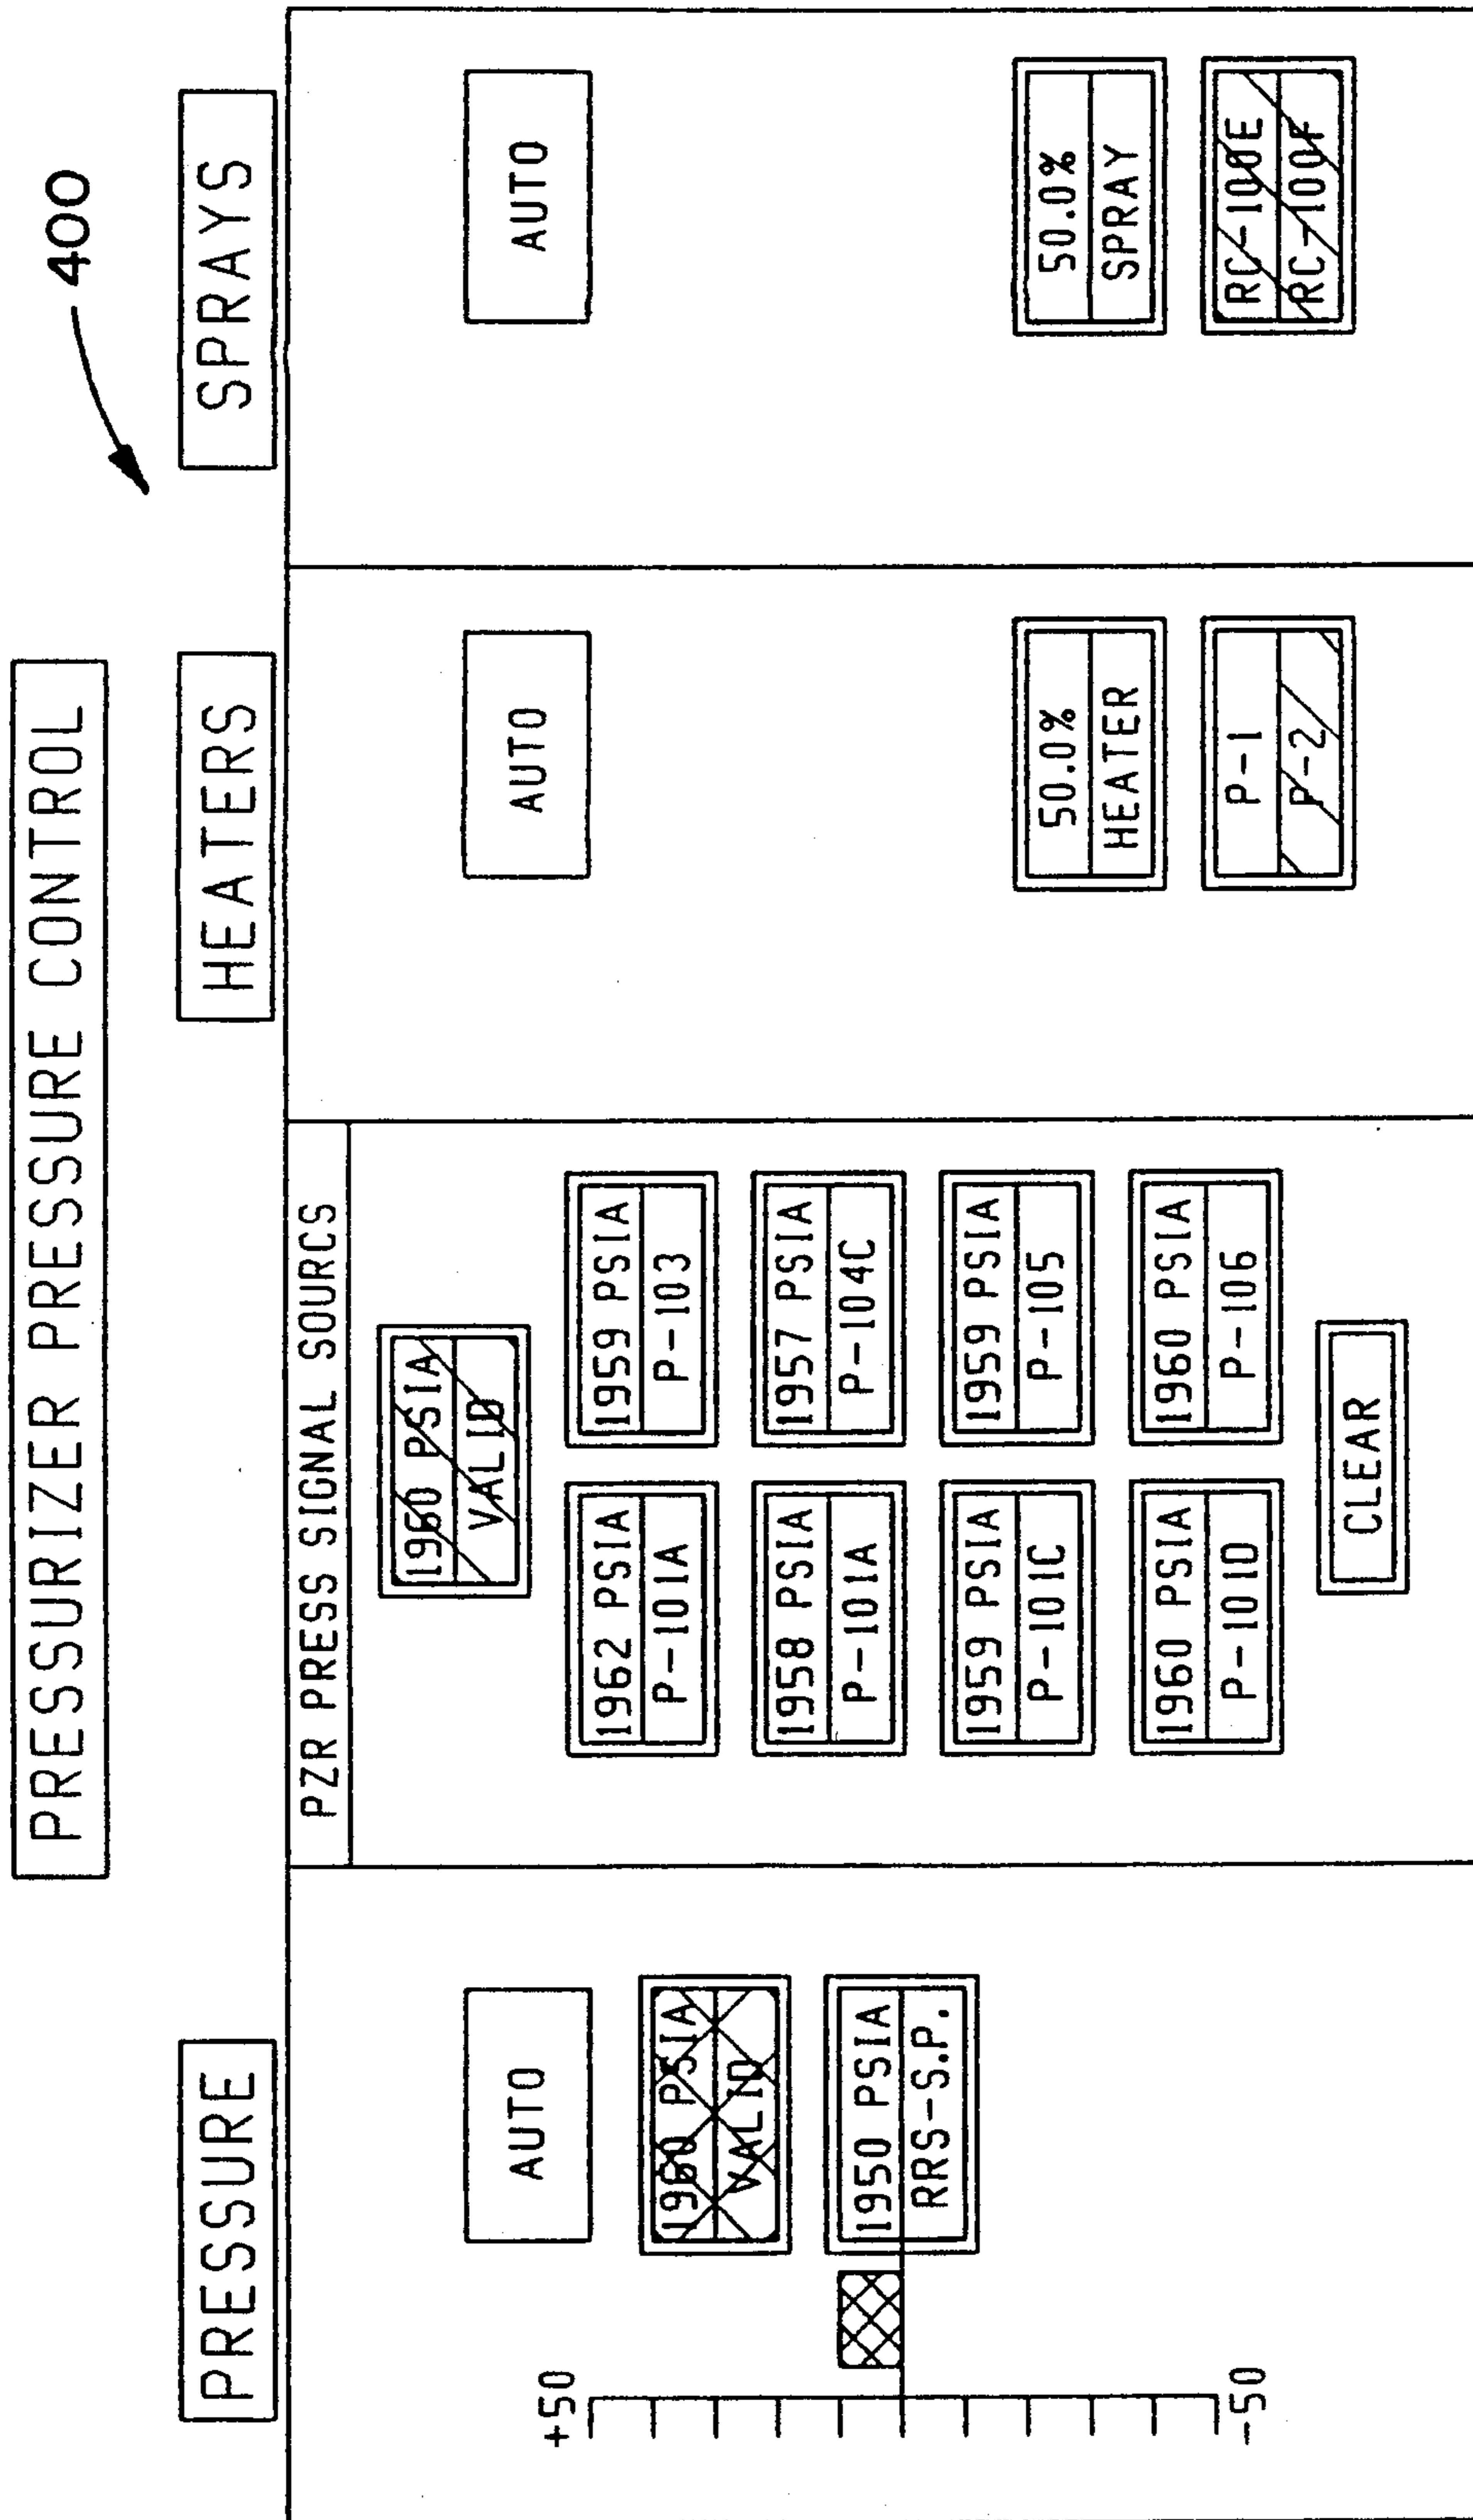 PRESSURIZER PRESSURE CONTROL
400
PRESSURE
HEATERS
SPRAYS
PZR PRESS SIGNAL SOURCS
AUTO
+50
-50
1960 PSIA
VALID
1950 PSIA
RRS-S.P.
1960 PSIA
VALID
1962 PSIA
P-101A
1959 PSIA
P-103
1958 PSIA
P-101A
1957 PSIA
P-104C
1959 PSIA
P-101C
1959 PSIA
P-105
1960 PSIA
P-101D
1960 PSIA
P-106
CLEAR
AUTO
50.0%
HEATER
P-1
P-2
AUTO
50.0%
SPRAY
RC-100E
RC-100F